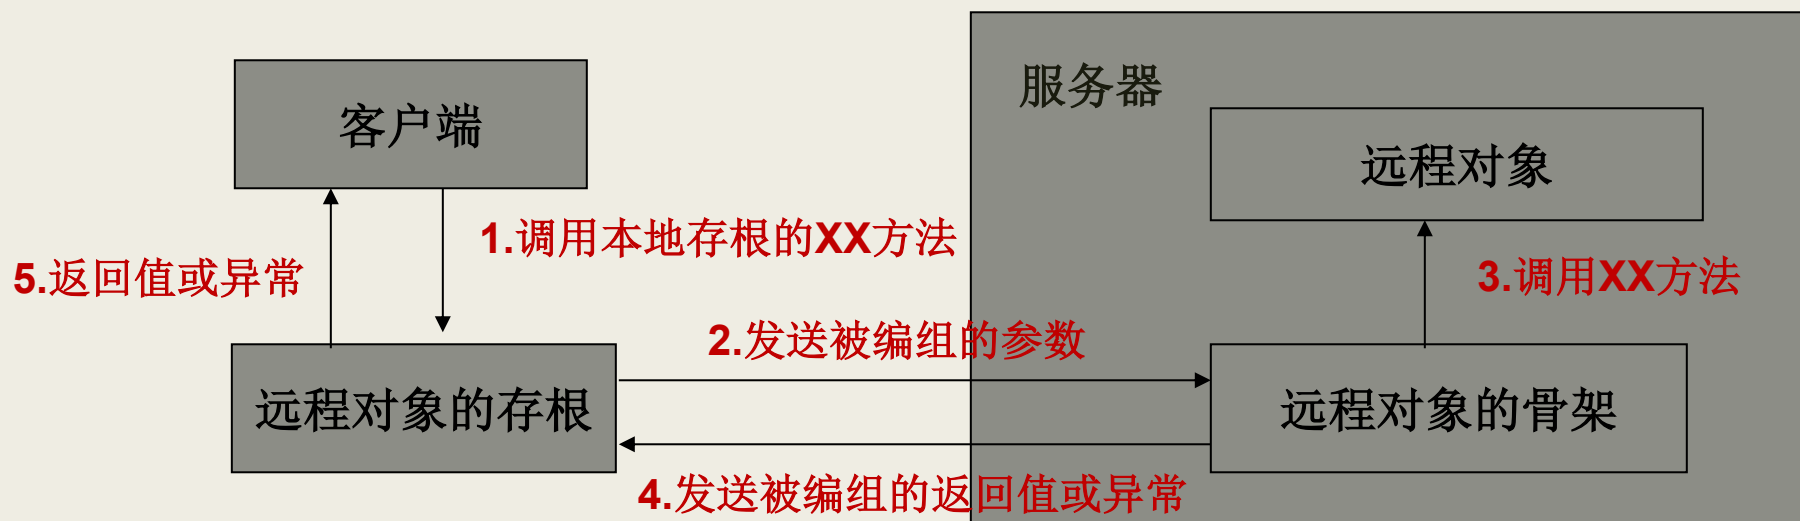 服务器
客户端
远程对象
1.调用本地存根的XX方法
5.返回值或异常
3.调用XX方法
2.发送被编组的参数
远程对象的存根
远程对象的骨架
4.发送被编组的返回值或异常